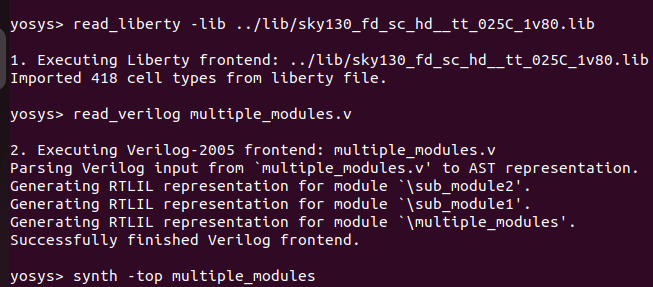 yosys> read_liberty -lib ../lib/sky130_fd_sc_hd__tt_025C_1v80.lib
1. Executing Liberty frontend: ../lib/sky130_fd_sc_hd__tt_025C_1v80.lib
Imported 418 cell types from liberty file.
yosys> read_verilog multiple_modules.v
2. Executing Verilog-2005 frontend: multiple_modules.v
Parsing Verilog input from `multiple_modules.v' to AST representation.
Generating RTLIL representation for module `\sub_module2'.
Generating RTLIL representation for module `\sub_module1'.
Generating RTLIL representation for module `\multiple_modules'.
Successfully finished Verilog frontend.
yosys> synth -top multiple_modules